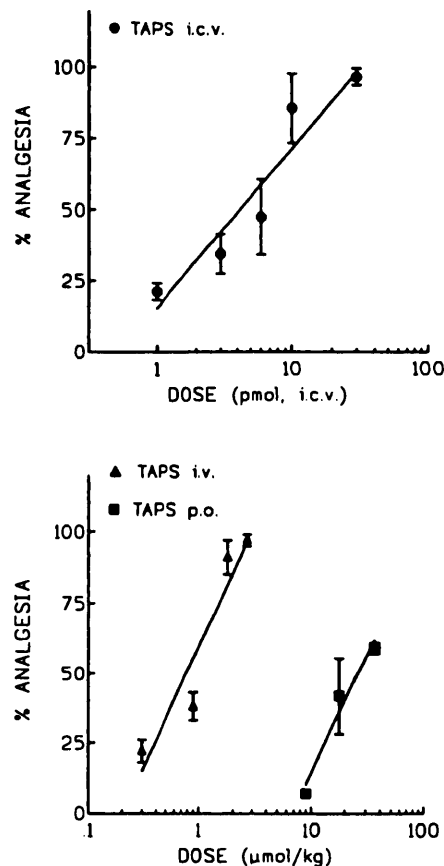 TAPS i.c.v.
% ANALGESIA
100
75
50
25
0
1
10
100
DOSE (pmol, i.c.v.)
TAPS i.v.
TAPS p.o.
% ANALGESIA
100
75
50
25
0
.1
1
10
100
DOSE (μmol/kg)